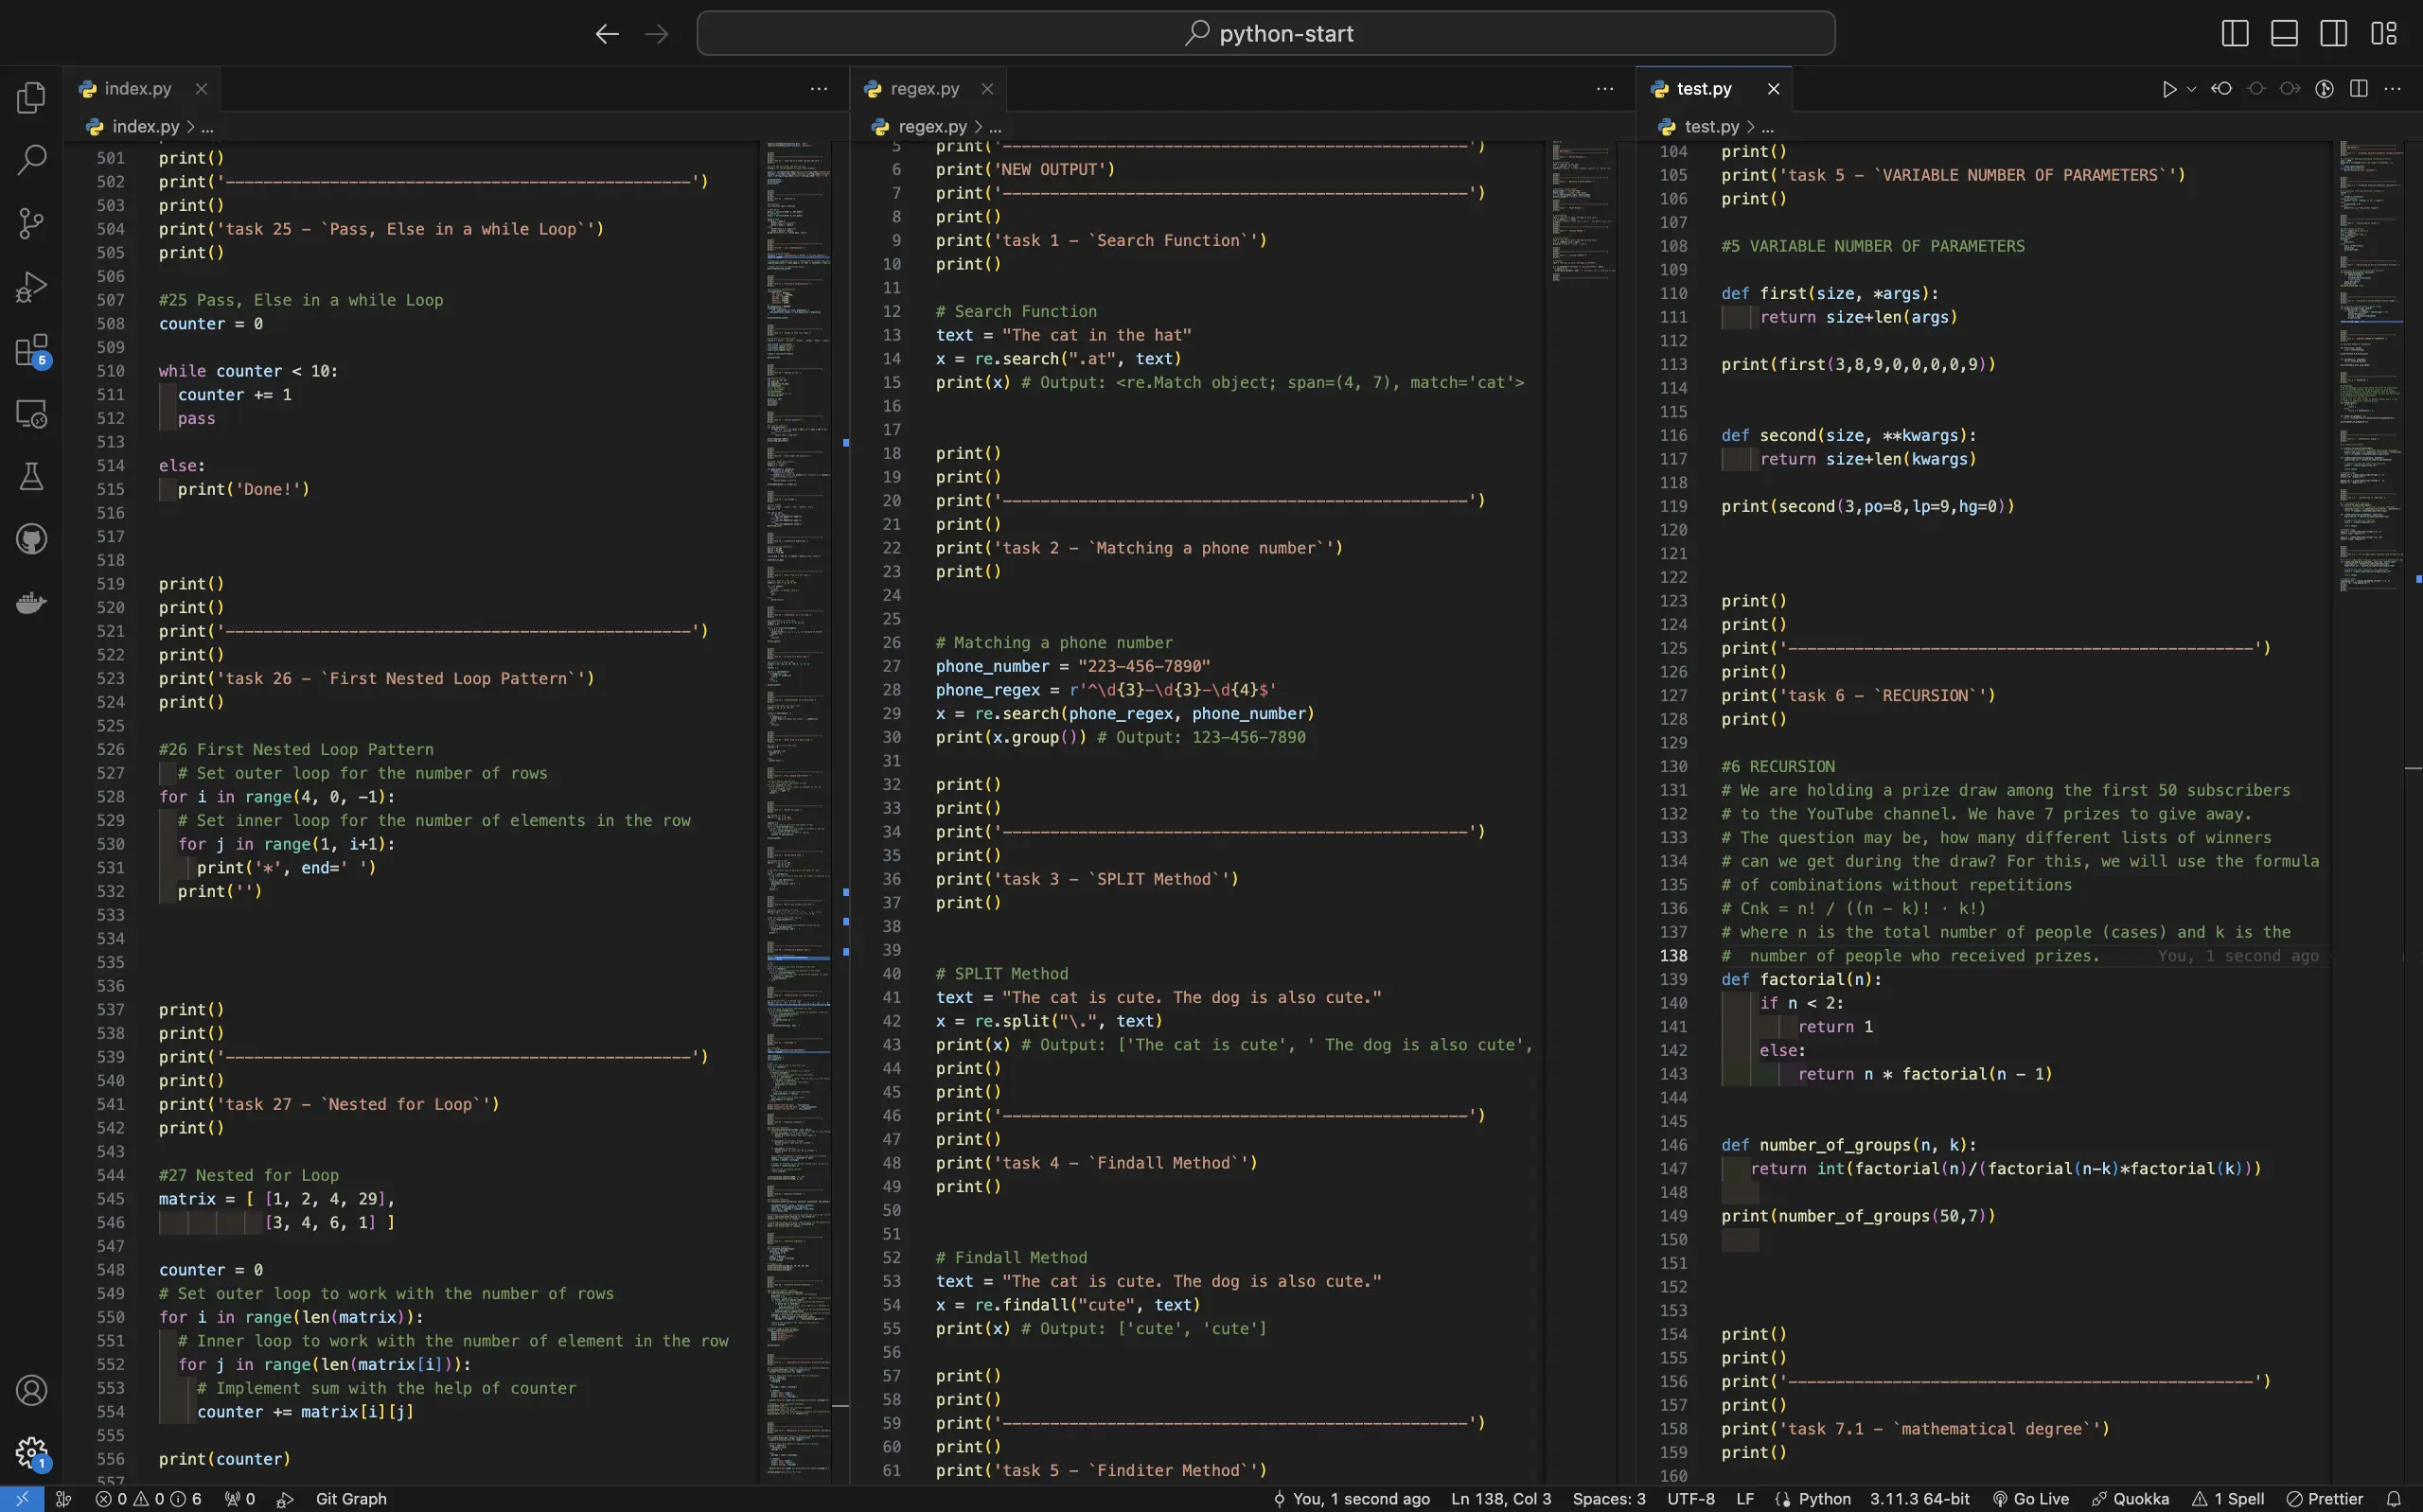 python-start
index.py
index.py > ...
501 print()
502 print('-------------------------------------------------')
503 print()
504 print('task 25 - `Pass, Else in a while Loop`')
505 print()
506
507 #25 Pass, Else in a while Loop
508 counter = 0
509
510 while counter < 10:
511 counter += 1
512 pass
513
514 else:
515 print('Done!')
516
517
518
519 print()
520 print()
521 print('-------------------------------------------------')
522 print()
523 print('task 26 - `First Nested Loop Pattern`')
524 print()
525
526 #26 First Nested Loop Pattern
527 # Set outer loop for the number of rows
528 for i in range(4, 0, -1):
529 # Set inner loop for the number of elements in the row
530 for j in range(1, i+1):
531 print('*', end=' ')
532 print('')
533
534
535
536
537 print()
538 print()
539 print('-------------------------------------------------')
540 print()
541 print('task 27 - `Nested for Loop`')
542 print()
543
544 #27 Nested for Loop
545 matrix = [ [1, 2, 4, 29],
546 [3, 4, 6, 1] ]
547
548 counter = 0
549 # Set outer loop to work with the number of rows
550 for i in range(len(matrix)):
551 # Inner loop to work with the number of element in the row
552 for j in range(len(matrix[i])):
553 # Implement sum with the help of counter
554 counter += matrix[i][j]
555
556 print(counter)
557
regex.py
regex.py > ...
5 print('-------------------------------------------------')
6 print('NEW OUTPUT')
7 print('-------------------------------------------------')
8 print()
9 print('task 1 - `Search Function`')
10 print()
11
12 # Search Function
13 text = "The cat in the hat"
14 x = re.search(".at", text)
15 print(x) # Output: <re.Match object; span=(4, 7), match='cat'>
16
17
18 print()
19 print()
20 print('-------------------------------------------------')
21 print()
22 print('task 2 - `Matching a phone number`')
23 print()
24
25
26 # Matching a phone number
27 phone_number = "223-456-7890"
28 phone_regex = r'^\d{3}-\d{3}-\d{4}$'
29 x = re.search(phone_regex, phone_number)
30 print(x.group()) # Output: 123-456-7890
31
32 print()
33 print()
34 print('-------------------------------------------------')
35 print()
36 print('task 3 - `SPLIT Method`')
37 print()
38
39
40 # SPLIT Method
41 text = "The cat is cute. The dog is also cute."
42 x = re.split("\.", text)
43 print(x) # Output: ['The cat is cute', ' The dog is also cute',
44 print()
45 print()
46 print('-------------------------------------------------')
47 print()
48 print('task 4 - `Findall Method`')
49 print()
50
51
52 # Findall Method
53 text = "The cat is cute. The dog is also cute."
54 x = re.findall("cute", text)
55 print(x) # Output: ['cute', 'cute']
56
57 print()
58 print()
59 print('-------------------------------------------------')
60 print()
61 print('task 5 - `Finditer Method`')
test.py
test.py > ...
104 print()
105 print('task 5 - `VARIABLE NUMBER OF PARAMETERS`')
106 print()
107
108 #5 VARIABLE NUMBER OF PARAMETERS
109
110 def first(size, *args):
111 return size+len(args)
112
113 print(first(3,8,9,0,0,0,0,9))
114
115
116 def second(size, **kwargs):
117 return size+len(kwargs)
118
119 print(second(3,po=8,lp=9,hg=0))
120
121
122
123 print()
124 print()
125 print('-------------------------------------------------')
126 print()
127 print('task 6 - `RECURSION`')
128 print()
129
130 #6 RECURSION
131 # We are holding a prize draw among the first 50 subscribers
132 # to the YouTube channel. We have 7 prizes to give away.
133 # The question may be, how many different lists of winners
134 # can we get during the draw? For this, we will use the formula
135 # of combinations without repetitions
136 # Cnk = n! / ((n - k)! · k!)
137 # where n is the total number of people (cases) and k is the
138 # number of people who received prizes. You, 1 second ago
139 def factorial(n):
140 if n < 2:
141 return 1
142 else:
143 return n * factorial(n - 1)
144
145
146 def number_of_groups(n, k):
147 return int(factorial(n)/(factorial(n-k)*factorial(k)))
148
149 print(number_of_groups(50,7))
150
151
152
153
154 print()
155 print()
156 print('-------------------------------------------------')
157 print()
158 print('task 7.1 - `mathematical degree`')
159 print()
160
5
1
0 0 6 0 Git Graph You, 1 second ago Ln 138, Col 3 Spaces: 3 UTF-8 LF Python 3.11.3 64-bit Go Live Quokka 1 Spell Prettier